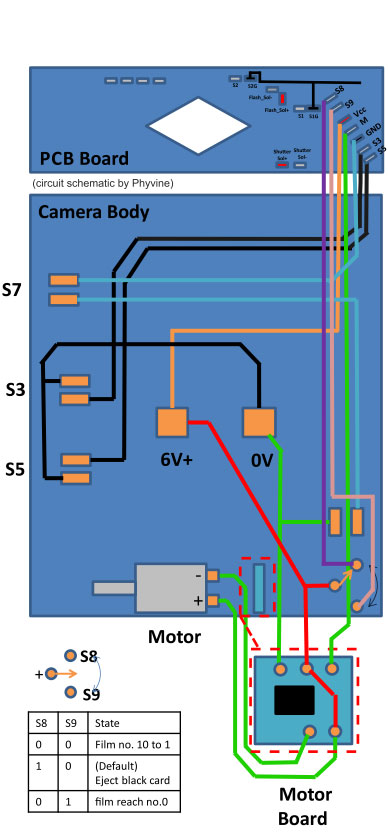 S2
S2G
Flash_Sol-
Flash_Sol+
S1
S1G
S8
S9
Vcc
M
GND
S3
S5
Shutter
Sol+
Shutter
Sol-
PCB Board
(circuit schematic by Phyvine)
Camera Body
S7
S3
S5
6V+
0V
-
+
Motor
S8
+
S9
S8 S9 State
0 0 Film no. 10 to 1
1 0 (Default)
Eject black card
0 1 film reach no.0
Motor
Board